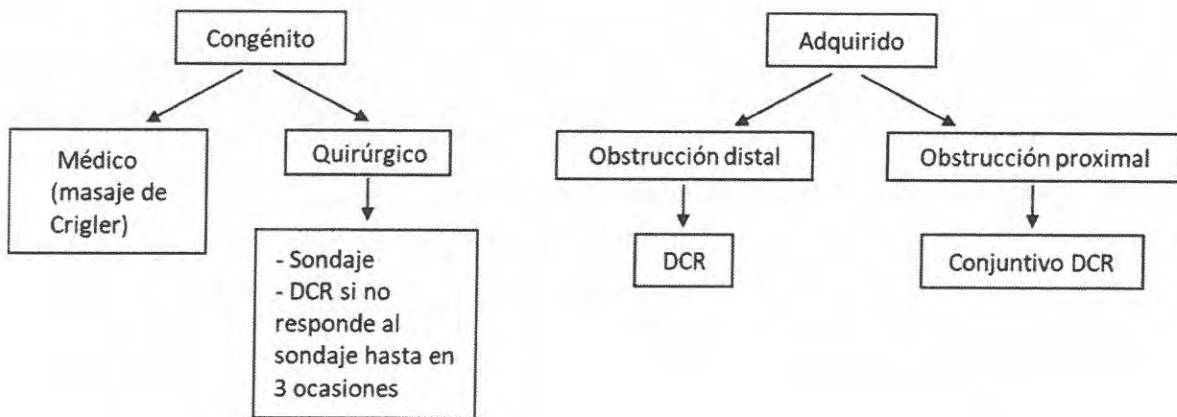 Congénito
Adquirido
Médico
(masaje de
Crigler)
Quirúrgico
Obstrucción distal
Obstrucción proximal
- Sondaje
- DCR si no
responde al
sondaje hasta en
3 ocasiones
DCR
Conjuntivo DCR